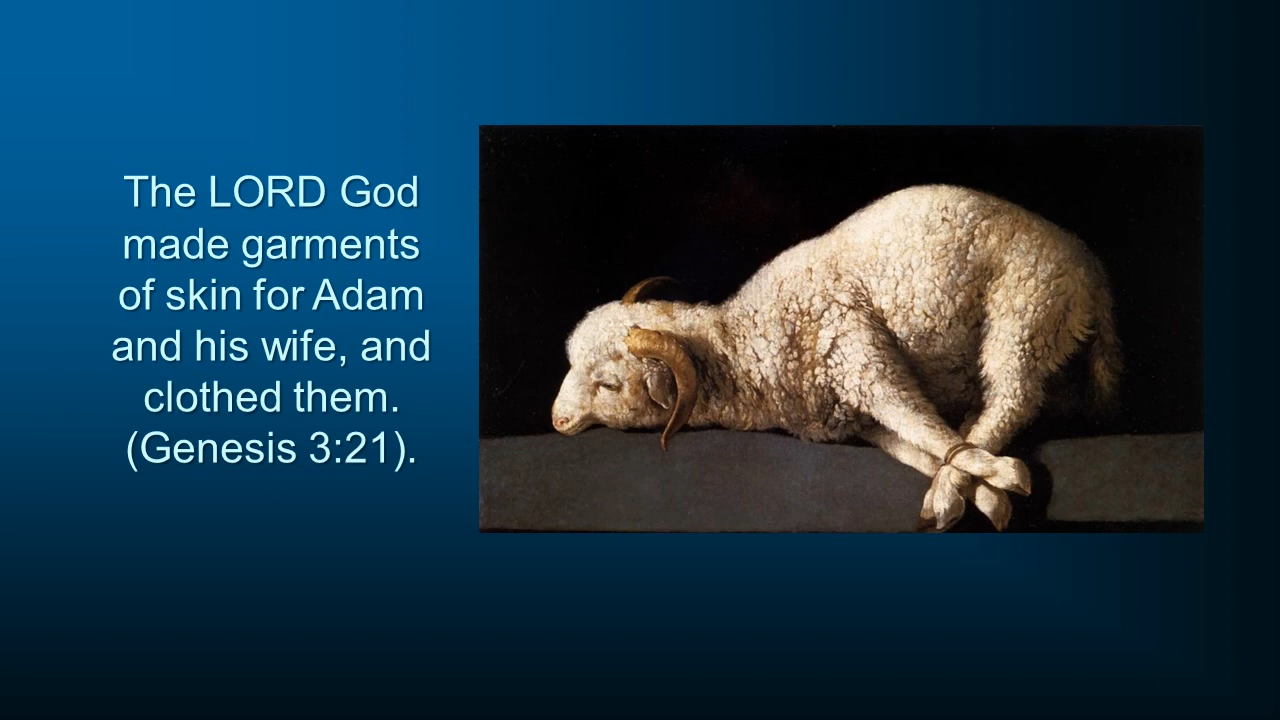 The LORD God
made garments
of skin for Adam
and his wife, and
clothed them.
(Genesis 3:21).